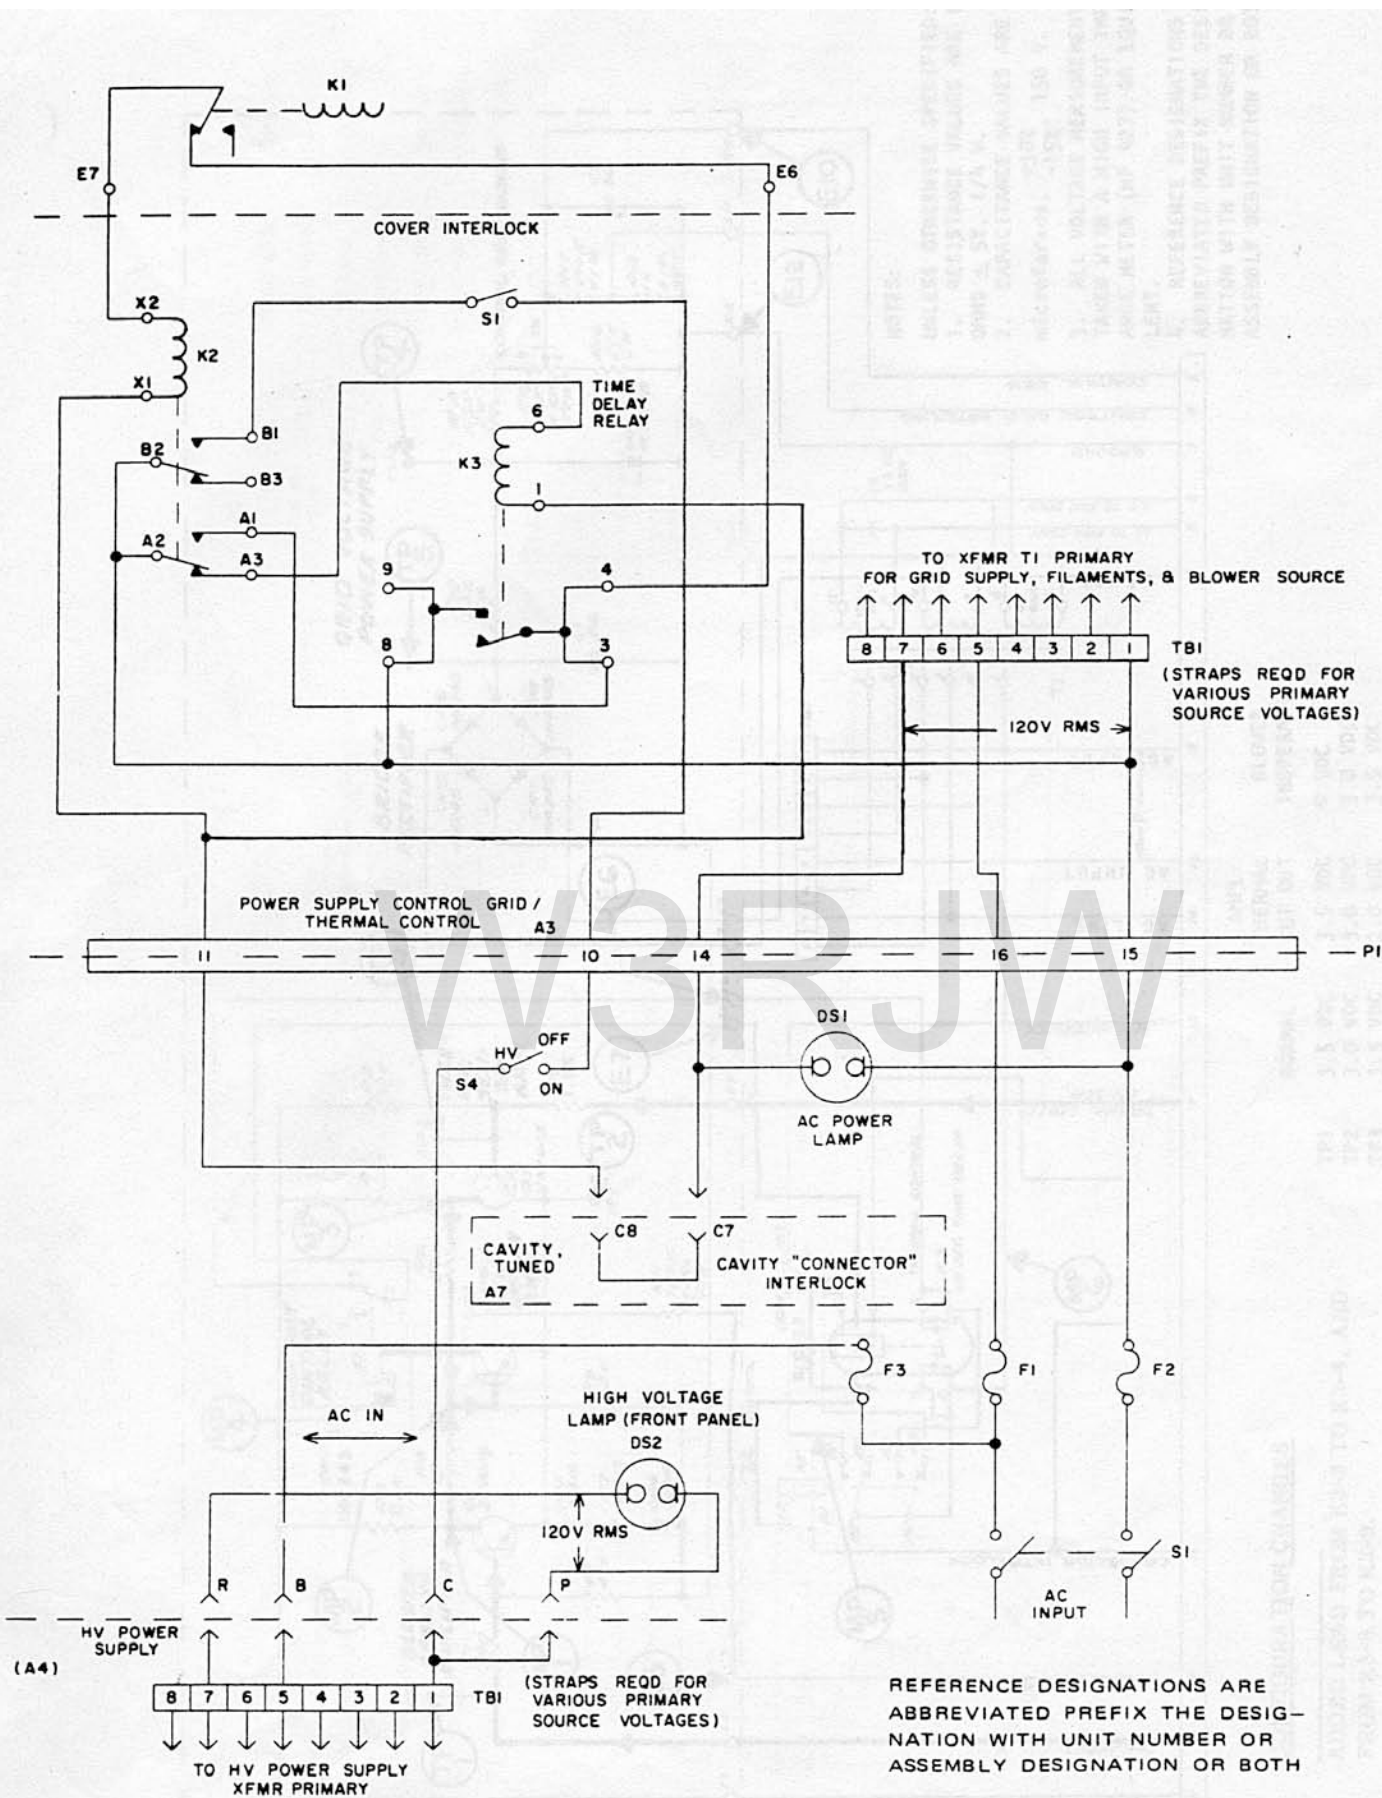 K1
E7
E6
COVER INTERLOCK
X2
S1
K2
X1
TIME
DELAY
RELAY
6
B1
B2
K3
B3
1
A1
A2
A3
9
4
8
3
TO XFMR T1 PRIMARY
FOR GRID SUPPLY, FILAMENTS, & BLOWER SOURCE
8 7 6 5 4 3 2 1 TB1
(STRAPS REQD FOR
VARIOUS PRIMARY
SOURCE VOLTAGES)
120V RMS
POWER SUPPLY CONTROL GRID /
THERMAL CONTROL A3
11 10 14 16 15 P1
W3RJW
DS1
HV OFF
S4 ON
AC POWER
LAMP
C8 C7
CAVITY,
TUNED
CAVITY "CONNECTOR"
INTERLOCK
A7
F3 F1 F2
HIGH VOLTAGE
LAMP (FRONT PANEL)
DS2
AC IN
120V RMS
S1
AC
INPUT
R B C P
HV POWER
SUPPLY
(A4)
8 7 6 5 4 3 2 1 TB1
(STRAPS REQD FOR
VARIOUS PRIMARY
SOURCE VOLTAGES)
TO HV POWER SUPPLY
XFMR PRIMARY
REFERENCE DESIGNATIONS ARE
ABBREVIATED PREFIX THE DESIG–
NATION WITH UNIT NUMBER OR
ASSEMBLY DESIGNATION OR BOTH